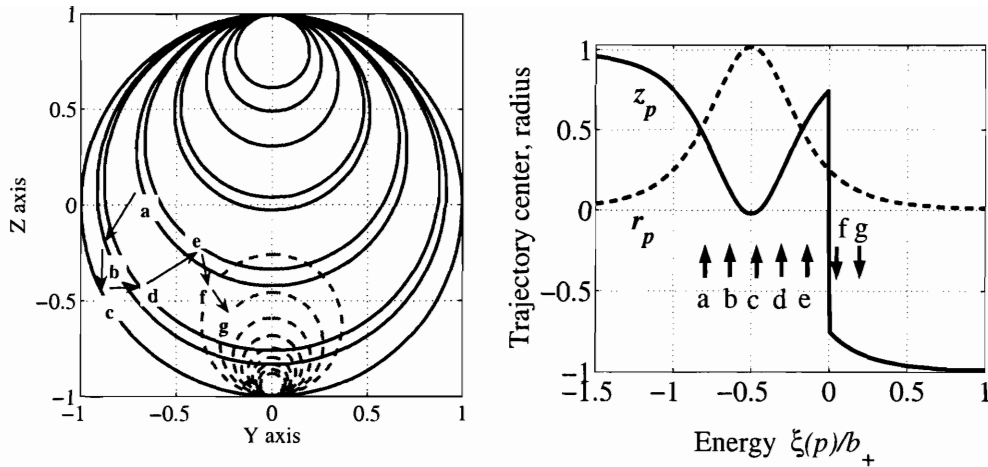 1
0.5
0
−0.5
−1
−1
−0.5
0
0.5
1
Z axis
Y axis
a
b
c
d
e
f
g
1
0.5
0
−0.5
−1
−1.5
−1
−0.5
0
0.5
1
Trajectory center, radius
z_p
r_p
f g
a b c d e
Energy ξ(p)/b_+